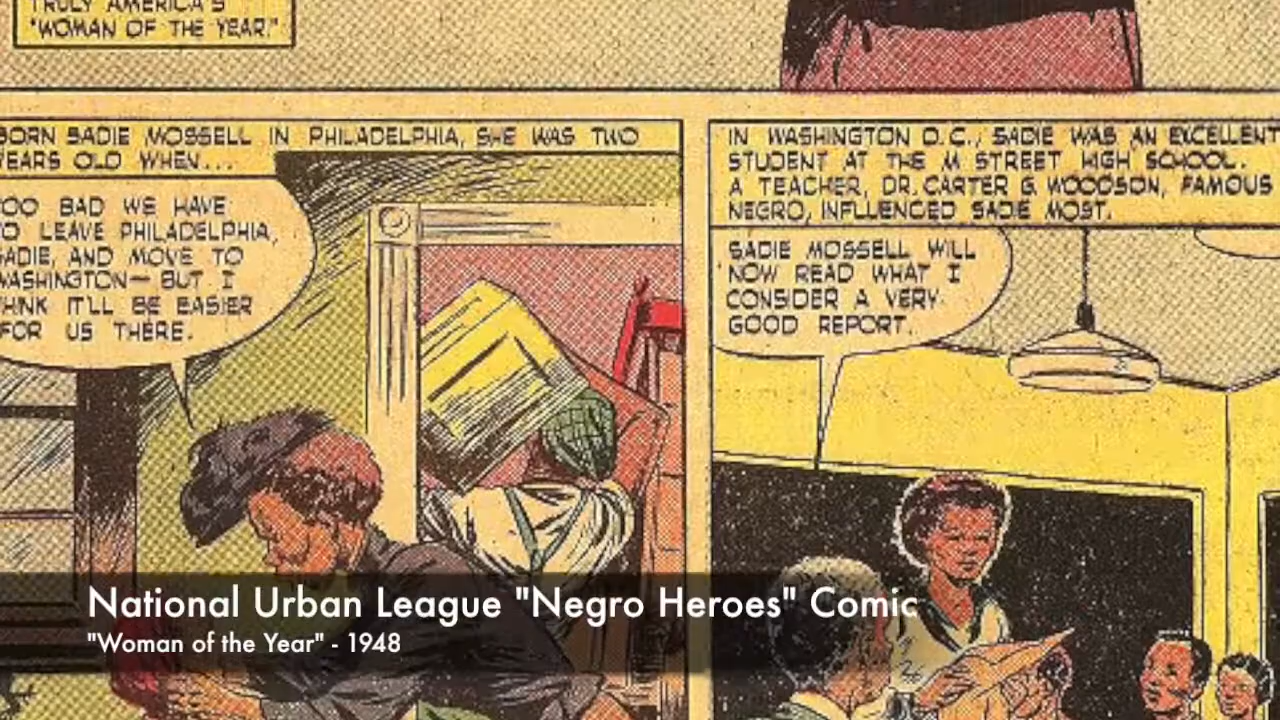 TRULY AMERICA'S
"WOMAN OF THE YEAR."
BORN SADIE MOSSELL IN PHILADELPHIA, SHE WAS TWO
YEARS OLD WHEN...
OO BAD WE HAVE
O LEAVE PHILADELPHIA,
SADIE, AND MOVE TO
WASHINGTON— BUT I
HINK IT'LL BE EASIER
FOR US THERE.
IN WASHINGTON D.C., SADIE WAS AN EXCELLENT
STUDENT AT THE M STREET HIGH SCHOOL.
A TEACHER, DR. CARTER G. WOODSON, FAMOUS
NEGRO, INFLUENCED SADIE MOST.
SADIE MOSSELL WILL
NOW READ WHAT I
CONSIDER A VERY
GOOD REPORT.
National Urban League "Negro Heroes" Comic
"Woman of the Year" - 1948